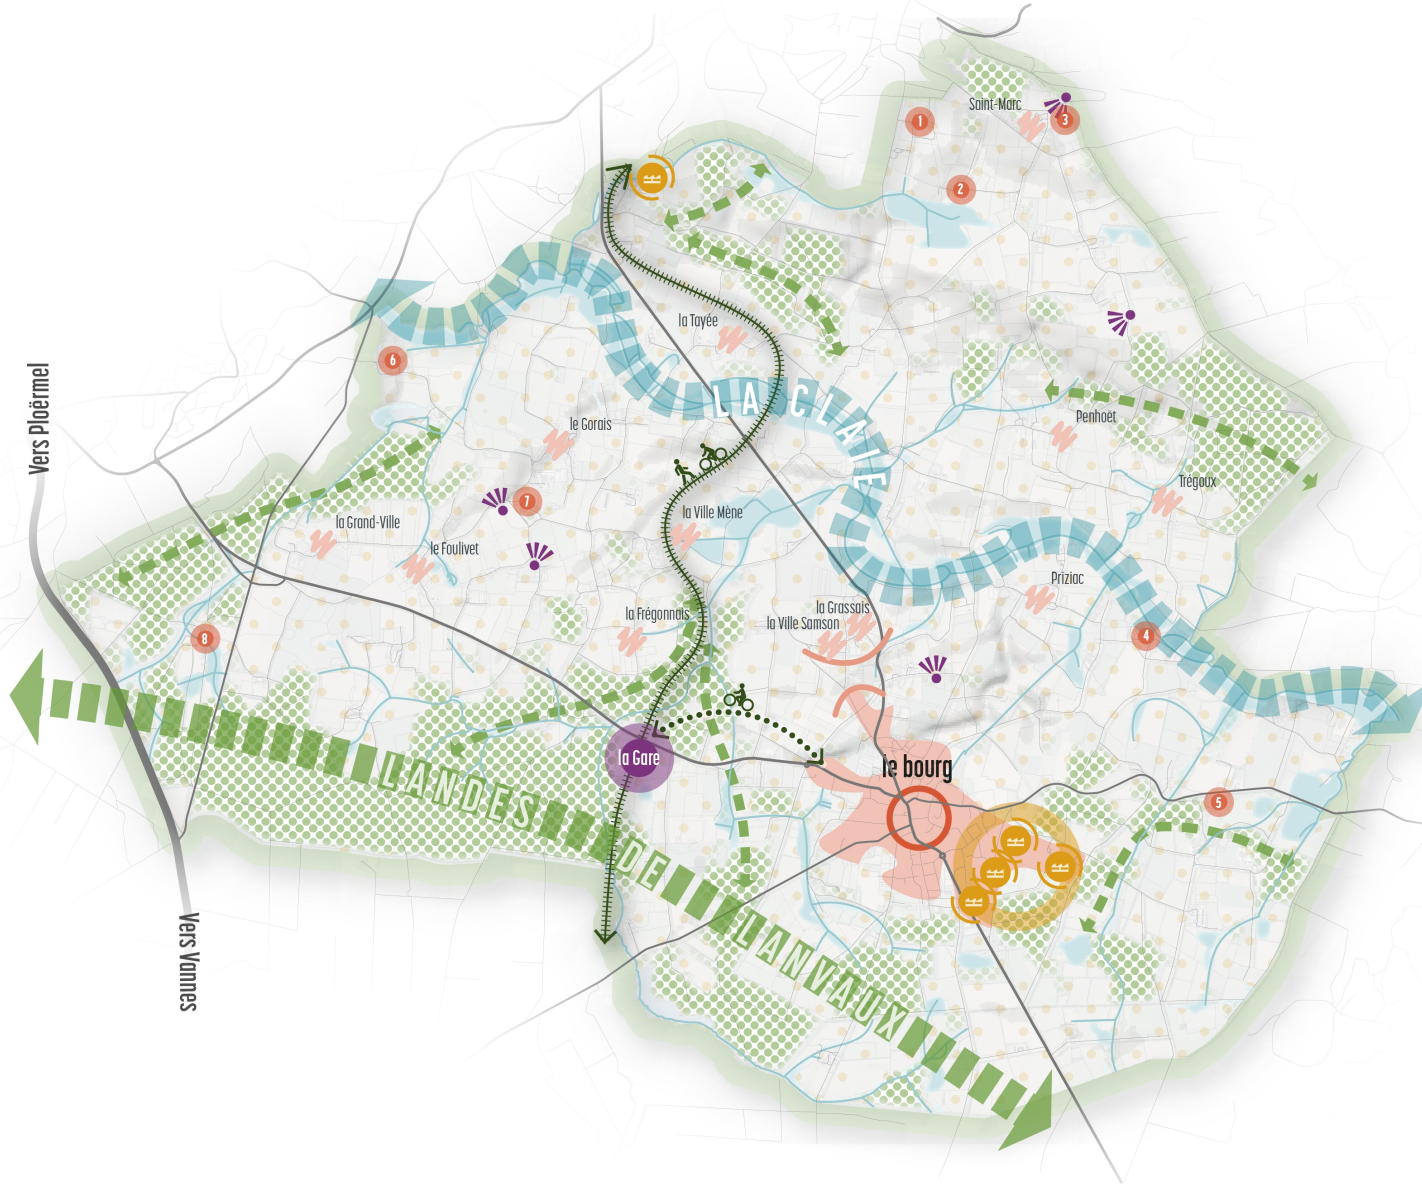 Saint-Marc
1
3
2
la Tayée
6
Vers Ploërmel
LA CLAIE
le Gorais
Penhoët
Trégoux
7
la Grand-Ville
la Ville Mène
le Foulivet
Priziac
la Grassais
la Frégonnais
la Ville Samson
8
4
la Gare
le bourg
5
LANDES DE LANVAUX
Vers Vannes